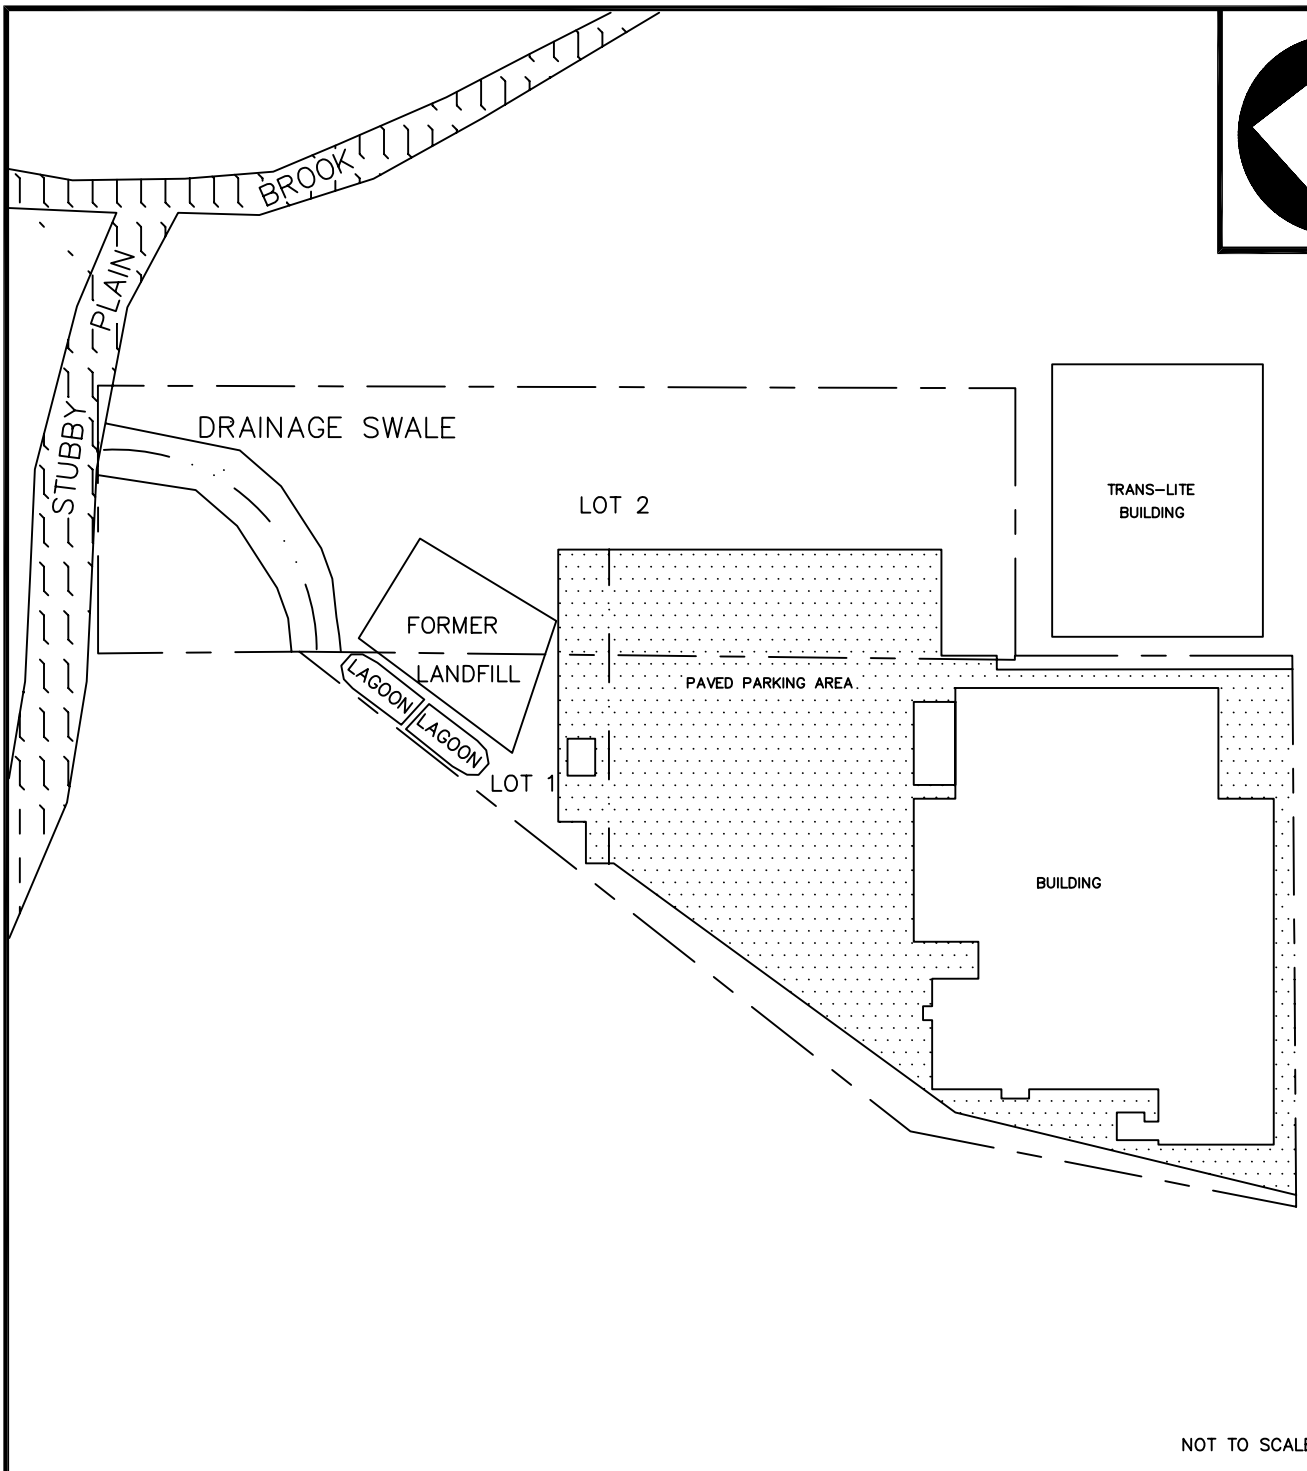 BROOK
PLAIN
STUBBY
DRAINAGE SWALE
TRANS-LITE
BUILDING
LOT 2
FORMER
LANDFILL
LAGOON
LAGOON
PAVED PARKING AREA
LOT 1
BUILDING
NOT TO SCALE